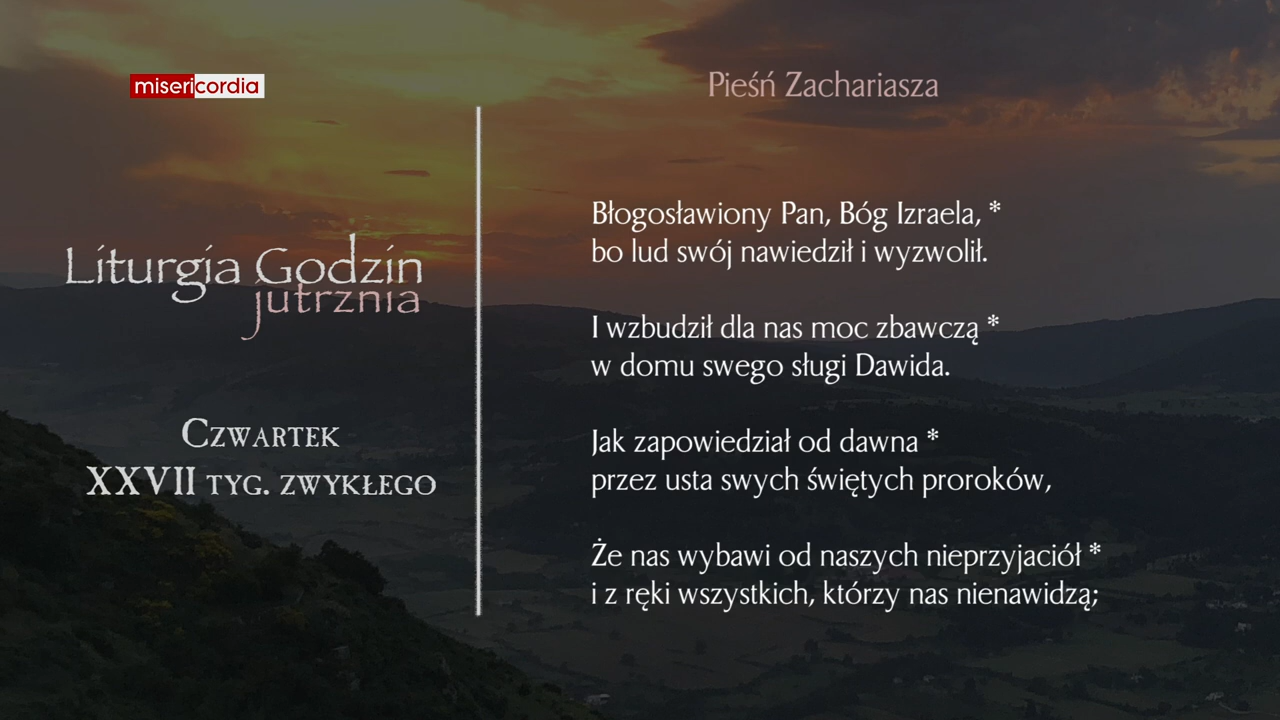 misericordia
Liturgia Godzin
jutrznia
Czwartek
XXVII tyg. zwykłego
Pieśń Zachariasza
Błogosławiony Pan, Bóg Izraela, *
bo lud swój nawiedził i wyzwolił.
I wzbudził dla nas moc zbawczą *
w domu swego sługi Dawida.
Jak zapowiedział od dawna *
przez usta swych świętych proroków,
Że nas wybawi od naszych nieprzyjaciół *
i z ręki wszystkich, którzy nas nienawidzą;